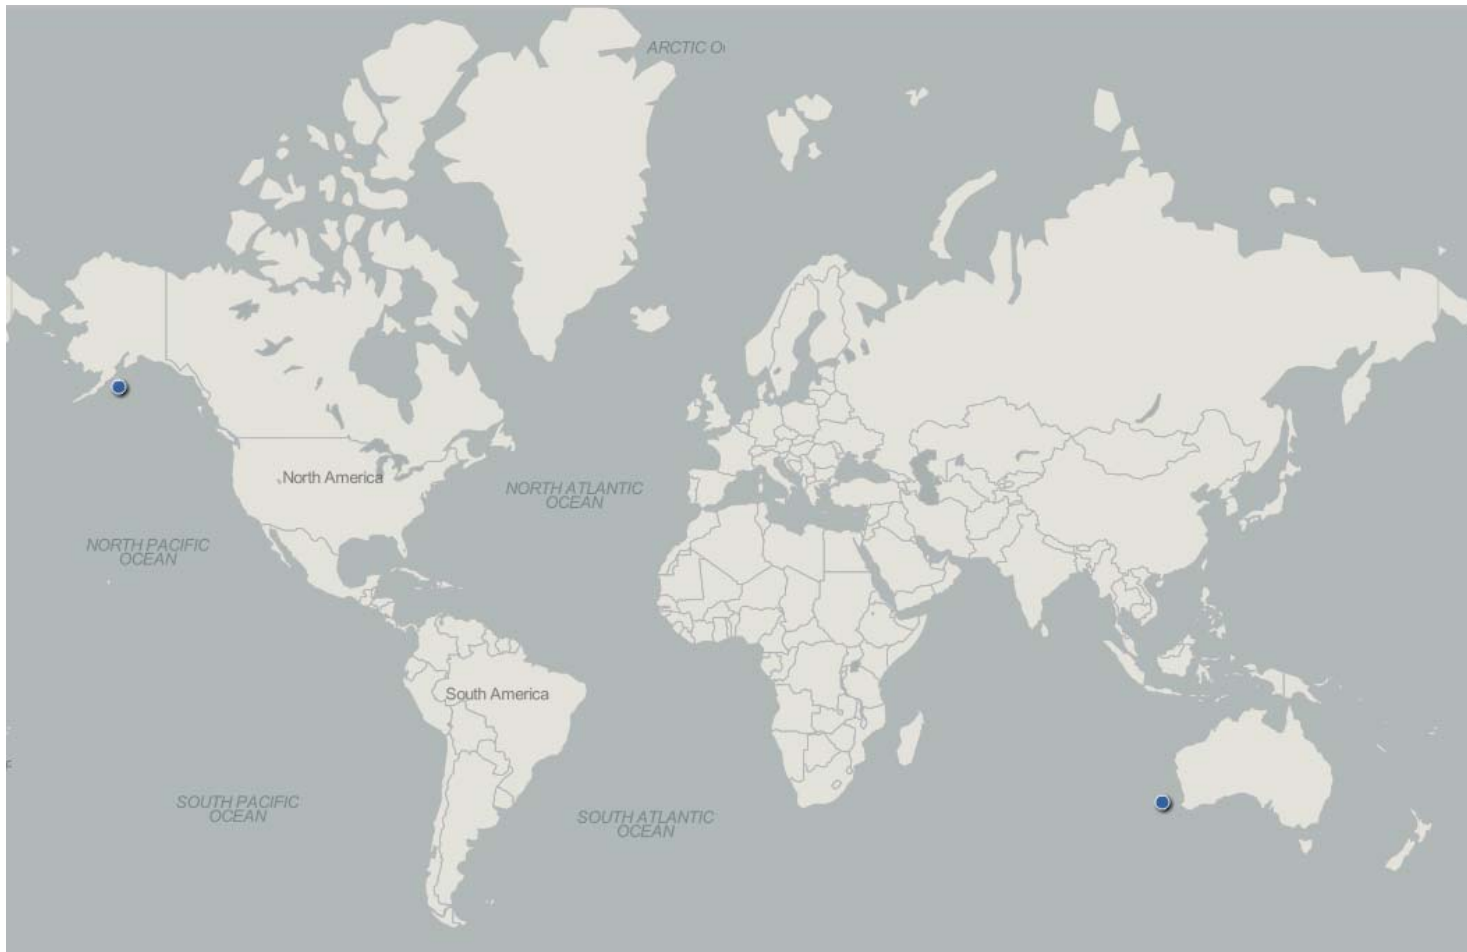 ARCTIC O
North America
NORTH ATLANTIC
OCEAN
NORTH PACIFIC
OCEAN
South America
SOUTH PACIFIC
OCEAN
SOUTH ATLANTIC
OCEAN